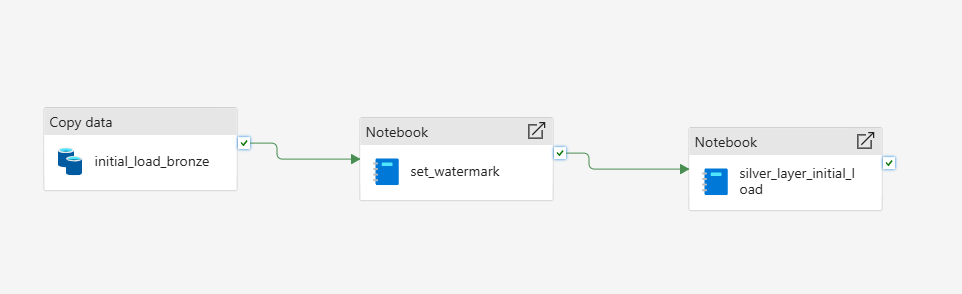 Copy data
initial_load_bronze
Notebook
set_watermark
Notebook
silver_layer_initial_l
oad